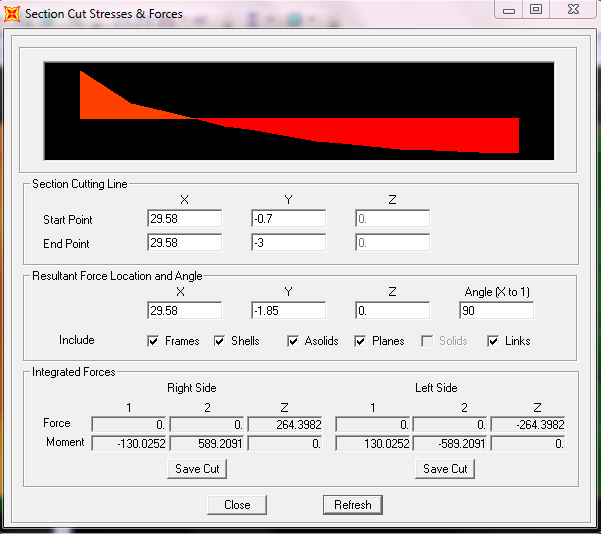 Section Cut Stresses & Forces
Section Cutting Line
X Y Z
Start Point 29.58 -0.7 0.
End Point 29.58 -3 0.
Resultant Force Location and Angle
X Y Z Angle (X to 1)
29.58 -1.85 0. 90
Include Frames Shells Asolids Planes Solids Links
Integrated Forces
Right Side Left Side
1 2 Z 1 2 Z
Force 0. 0. 264.3982 0. 0. -264.3982
Moment -130.0252 589.2091 0. 130.0252 -589.2091 0.
Save Cut Save Cut
Close Refresh